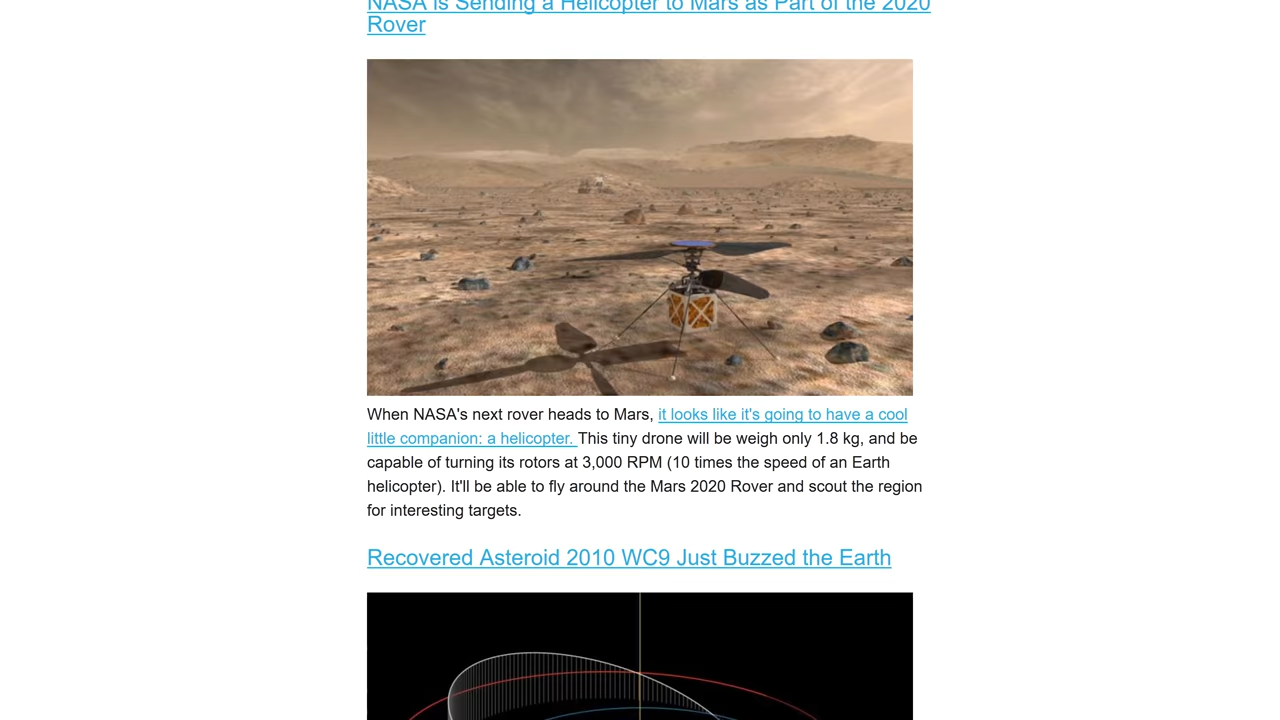 NASA is Sending a Helicopter to Mars as Part of the 2020
Rover
When NASA's next rover heads to Mars, it looks like it's going to have a cool
little companion: a helicopter. This tiny drone will be weigh only 1.8 kg, and be
capable of turning its rotors at 3,000 RPM (10 times the speed of an Earth
helicopter). It'll be able to fly around the Mars 2020 Rover and scout the region
for interesting targets.
Recovered Asteroid 2010 WC9 Just Buzzed the Earth